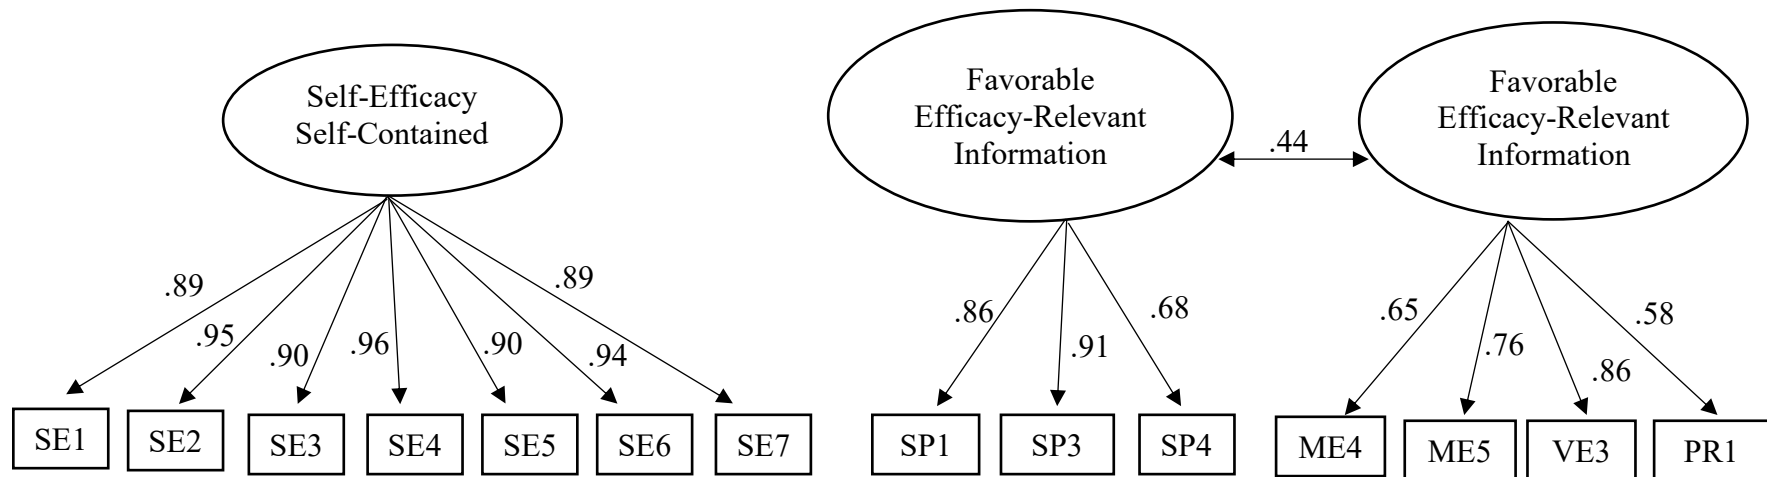 Self-Efficacy
Self-Contained
Favorable
Efficacy-Relevant
Information
.44
Favorable
Efficacy-Relevant
Information
.89
.95
.90
.96
.90
.94
.89
.86
.91
.68
.65
.76
.86
.58
SE1
SE2
SE3
SE4
SE5
SE6
SE7
SP1
SP3
SP4
ME4
ME5
VE3
PR1